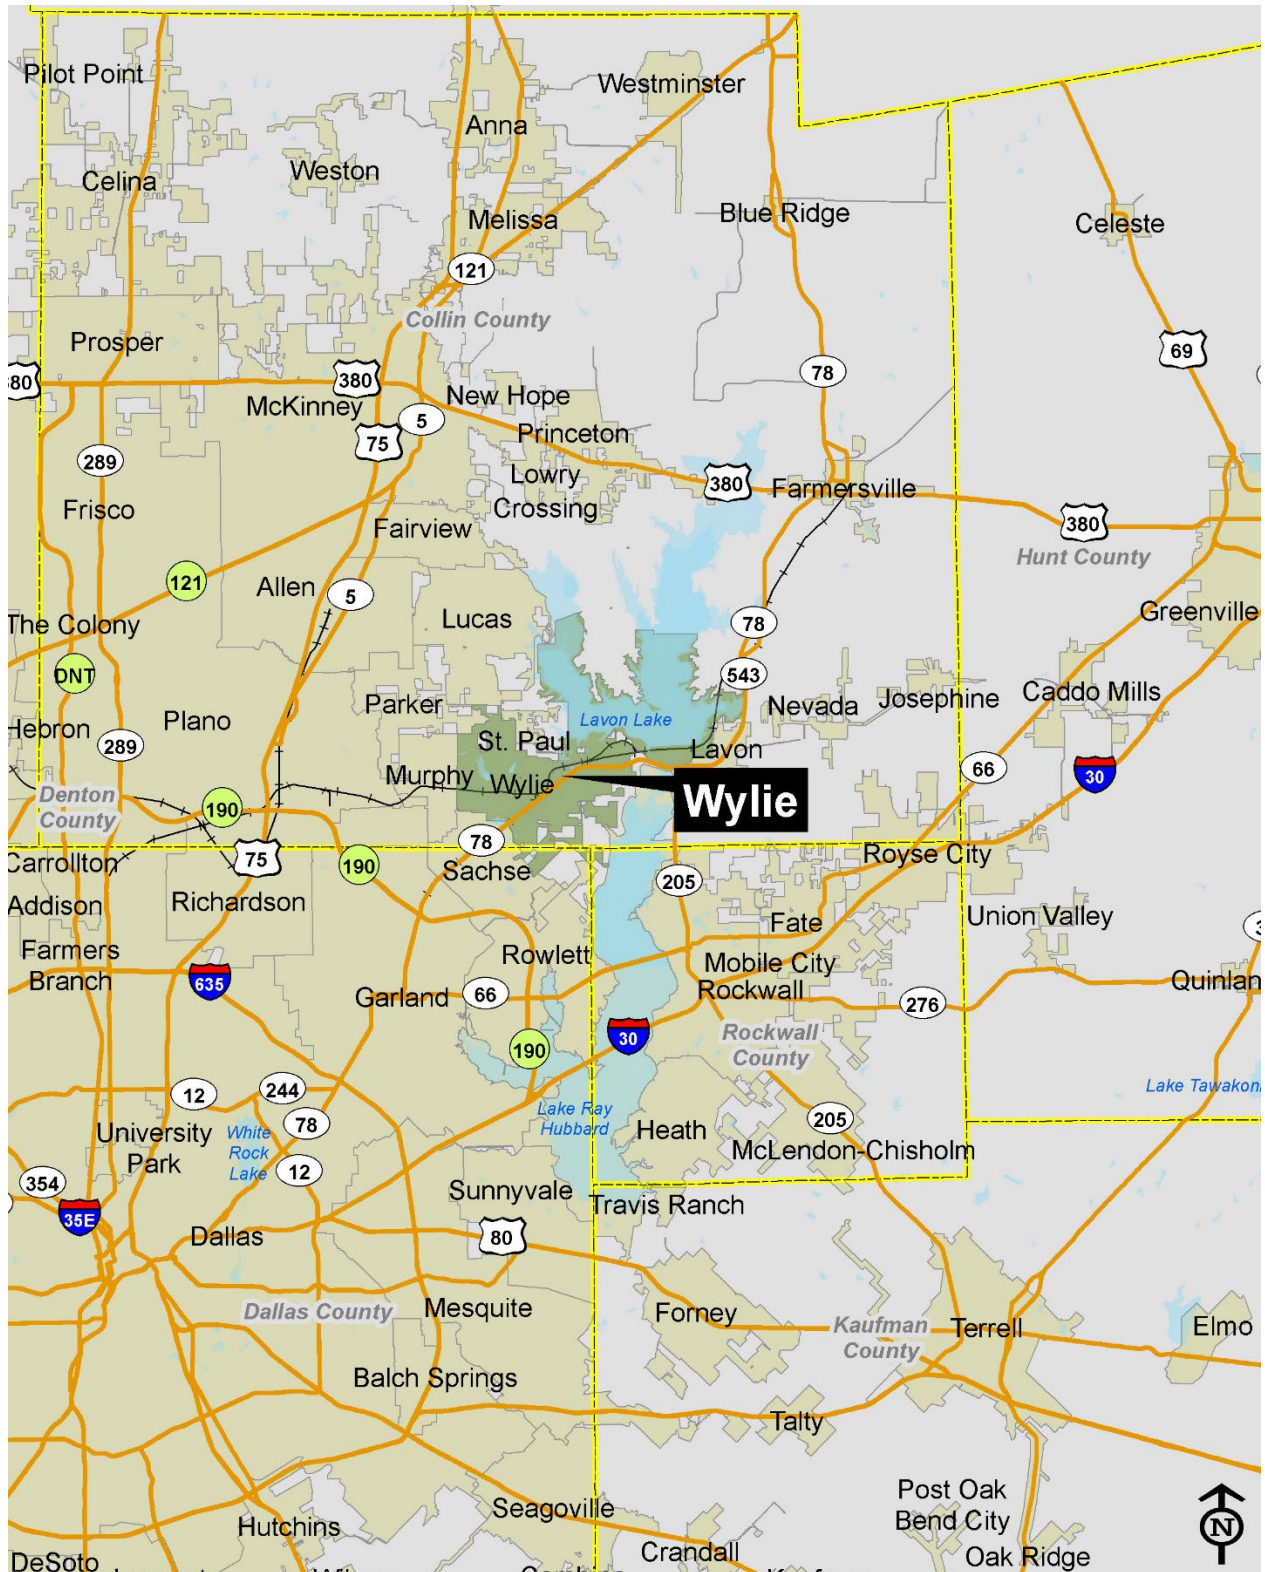 Pilot Point
Westminster
Anna
Weston
Celina
Melissa
Blue Ridge
Celeste
121
Collin County
Prosper
69
78
380
380
McKinney
New Hope
5
75
Princeton
289
Lowry
Crossing
380
Farmersville
Frisco
380
Fairview
Hunt County
121
Allen
5
Greenville
The Colony
Lucas
78
DNT
543
Parker
Nevada
Josephine
Caddo Mills
Plano
Lavon Lake
Hebron
289
St. Paul
Lavon
Murphy
Wylie
66
30
Denton
County
190
Wylie
78
75
190
Sachse
Royse City
Carrollton
205
Richardson
Addison
Fate
Union Valley
Farmers
Branch
Rowlett
Mobile City
Rockwall
Quinlan
635
Garland
66
276
30
190
Rockwall
County
12
244
Lake Ray
Hubbard
Lake Tawakoni
78
205
University
Park
White
Rock
Lake
Heath
McLendon-Chisholm
12
354
35E
Sunnyvale
Travis Ranch
Dallas
80
Dallas County
Mesquite
Forney
Kaufman
County
Terrell
Elmo
Balch Springs
Talty
Seagoville
Post Oak
Bend City
Hutchins
N
Crandall
Oak Ridge
DeSoto